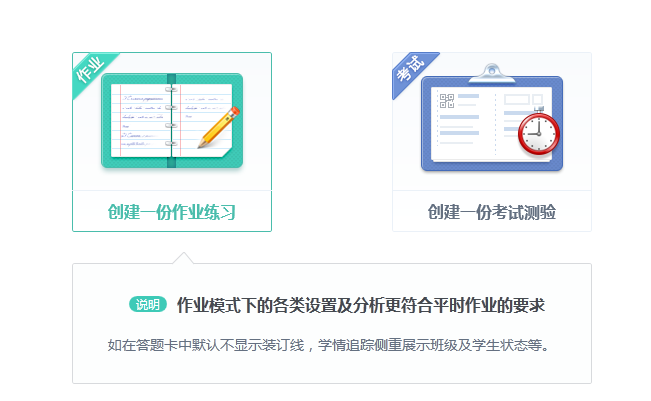 作业
考试
创建一份作业练习
创建一份考试测验
说明 作业模式下的各类设置及分析更符合平时作业的要求
如在答题卡中默认不显示装订线，学情追踪侧重展示班级及学生状态等。